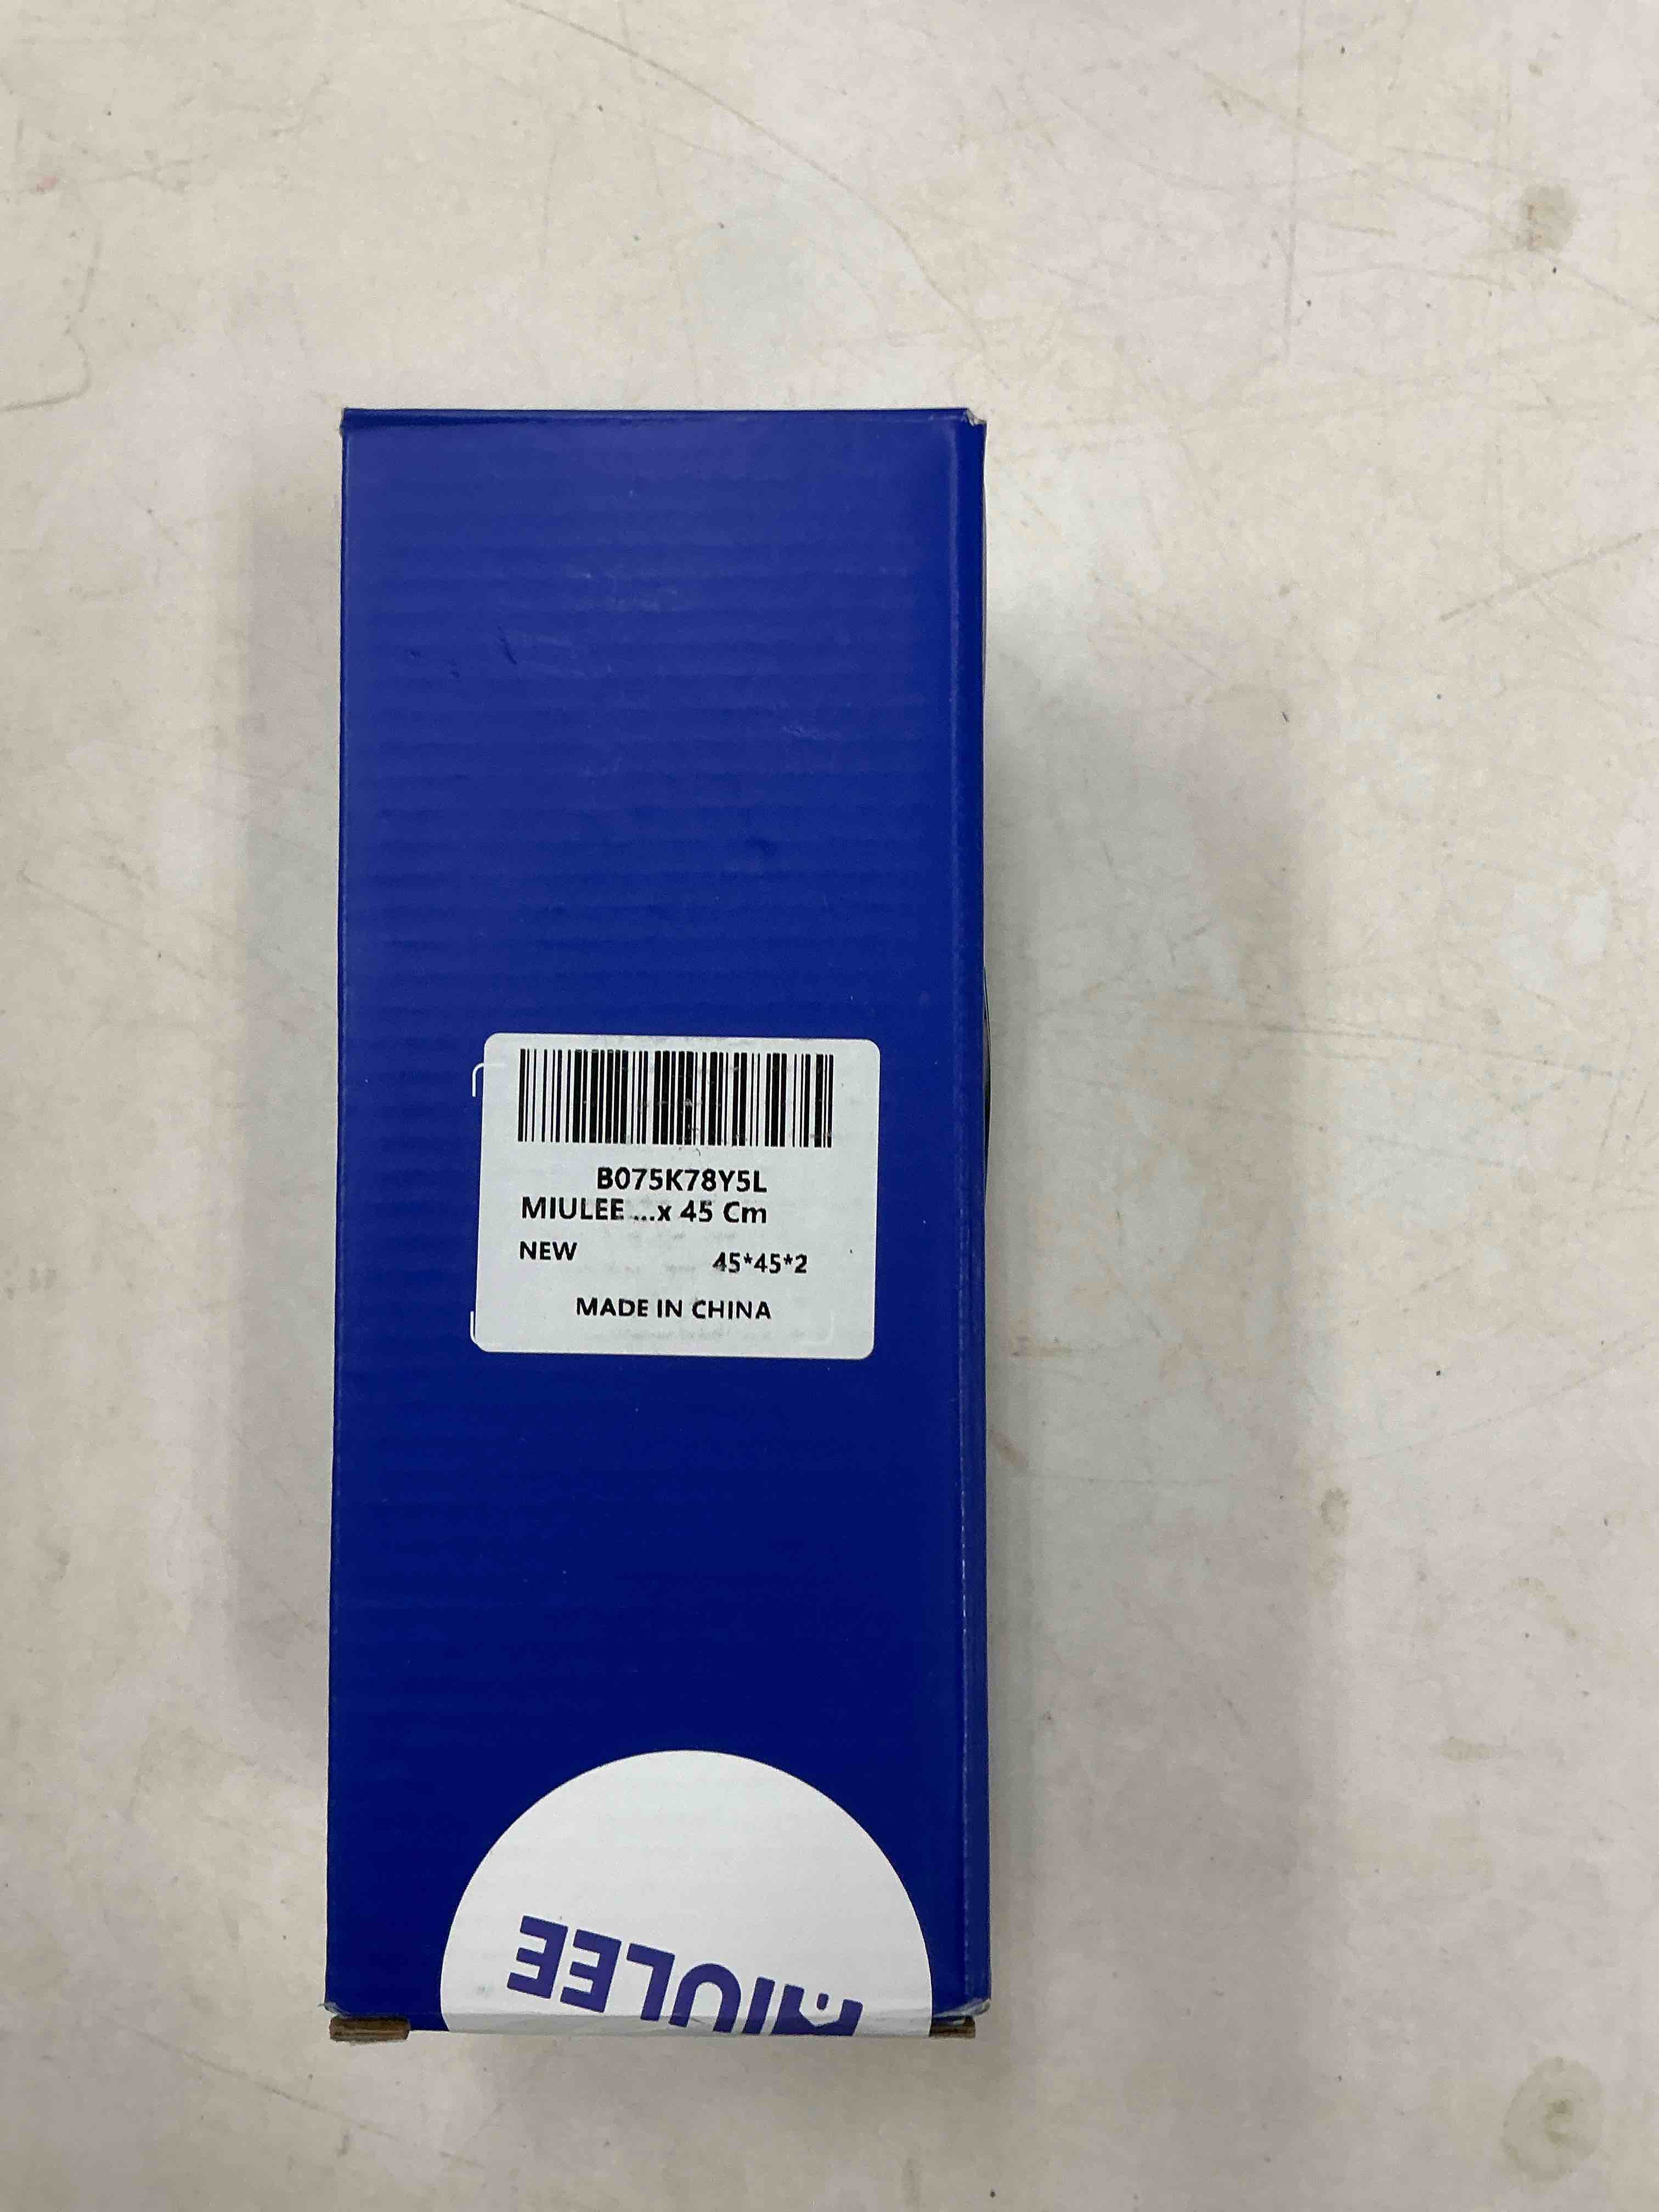 B075K78Y5L
MIULEE ...x 45 Cm
NEW 45*45*2
MADE IN CHINA
MIULEE